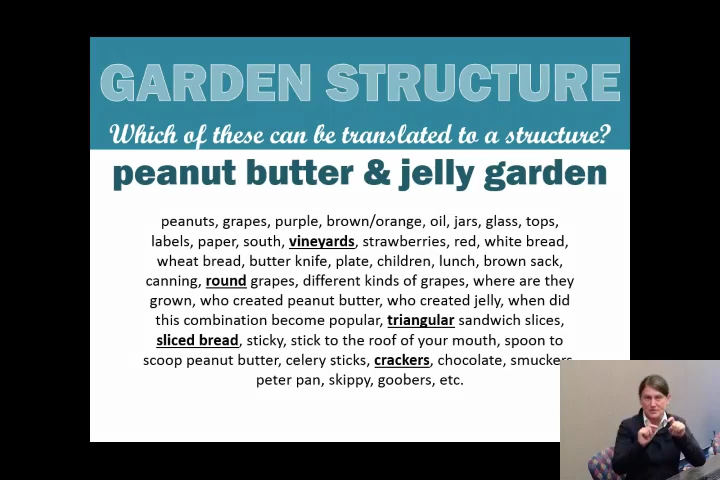 GARDEN STRUCTURE
Which of these can be translated to a structure?
peanut butter & jelly garden
peanuts, grapes, purple, brown/orange, oil, jars, glass, tops,
labels, paper, south, vineyards, strawberries, red, white bread,
wheat bread, butter knife, plate, children, lunch, brown sack,
canning, round grapes, different kinds of grapes, where are they
grown, who created peanut butter, who created jelly, when did
this combination become popular, triangular sandwich slices,
sliced bread, sticky, stick to the roof of your mouth, spoon to
scoop peanut butter, celery sticks, crackers, chocolate, smuckers
peter pan, skippy, goobers, etc.